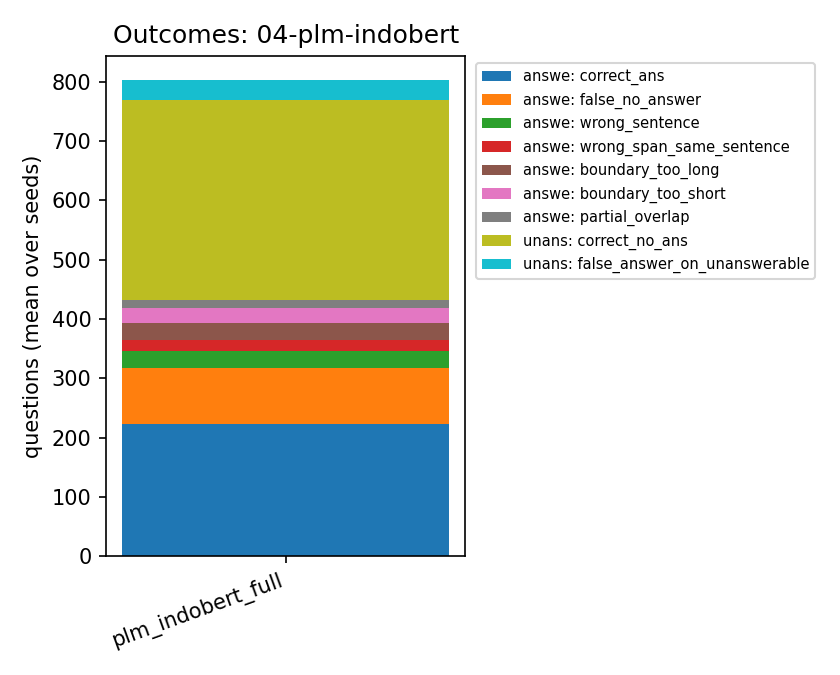 Outcomes: 04-plm-indobert
800
700
600
500
400
300
200
100
0
questions (mean over seeds)
plm_indobert_full
answe: correct_ans
answe: false_no_answer
answe: wrong_sentence
answe: wrong_span_same_sentence
answe: boundary_too_long
answe: boundary_too_short
answe: partial_overlap
unans: correct_no_ans
unans: false_answer_on_unanswerable